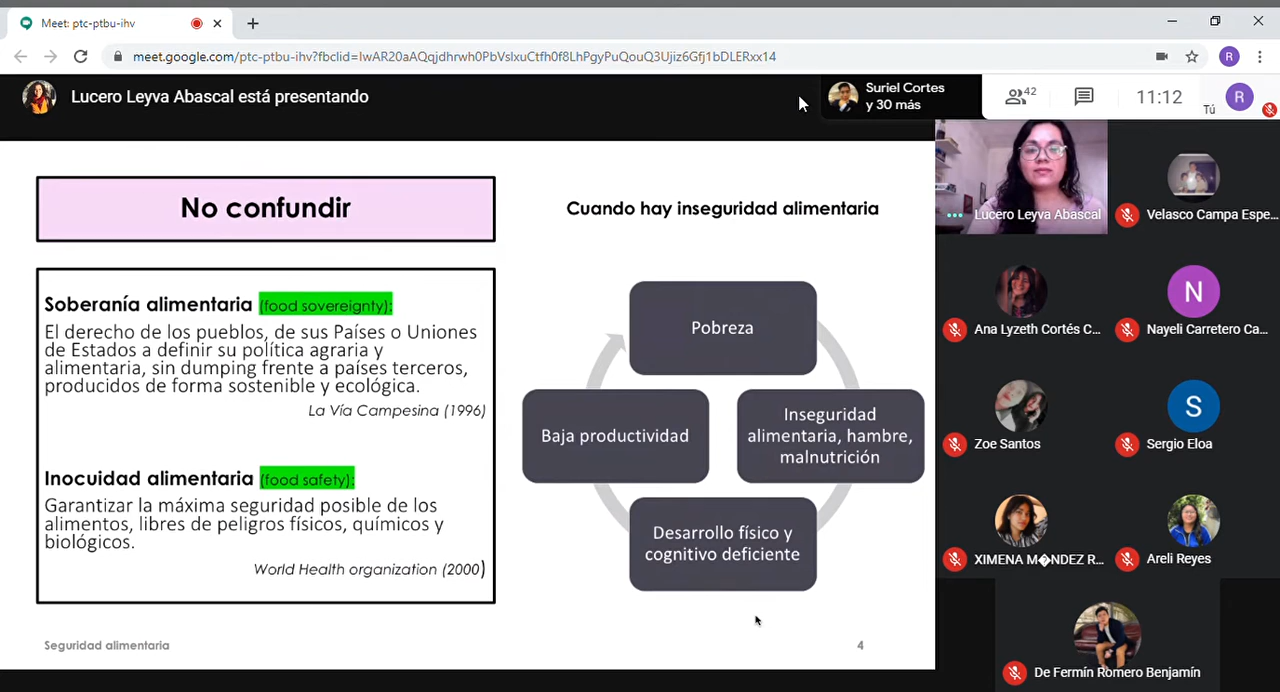 Meet: ptc-ptbu-ihv
meet.google.com/ptc-ptbu-ihv?fbclid=IwAR20aAQqjdhrwh0PbVslxuCtfh0f8LhPgyPuQouQ3Ujiz6Gfj1bDLERxx14
R
Lucero Leyva Abascal está presentando
Suriel Cortes
y 30 más
42
11:12
Tú
R
No confundir
Soberanía alimentaria (food sovereignty):
El derecho de los pueblos, de sus Países o Uniones
de Estados a definir su política agraria y
alimentaria, sin dumping frente a países terceros,
producidos de forma sostenible y ecológica.
La Vía Campesina (1996)
Inocuidad alimentaria (food safety):
Garantizar la máxima seguridad posible de los
alimentos, libres de peligros físicos, químicos y
biológicos.
World Health organization (2000)
Cuando hay inseguridad alimentaria
Pobreza
Inseguridad
alimentaria, hambre,
malnutrición
Desarrollo físico y
cognitivo deficiente
Baja productividad
Seguridad alimentaria
4
Lucero Leyva Abascal
Velasco Campa Espe...
Ana Lyzeth Cortés C...
N
Nayeli Carretero Ca...
Zoe Santos
S
Sergio Eloa
XIMENA M�NDEZ R...
Areli Reyes
De Fermín Romero Benjamín